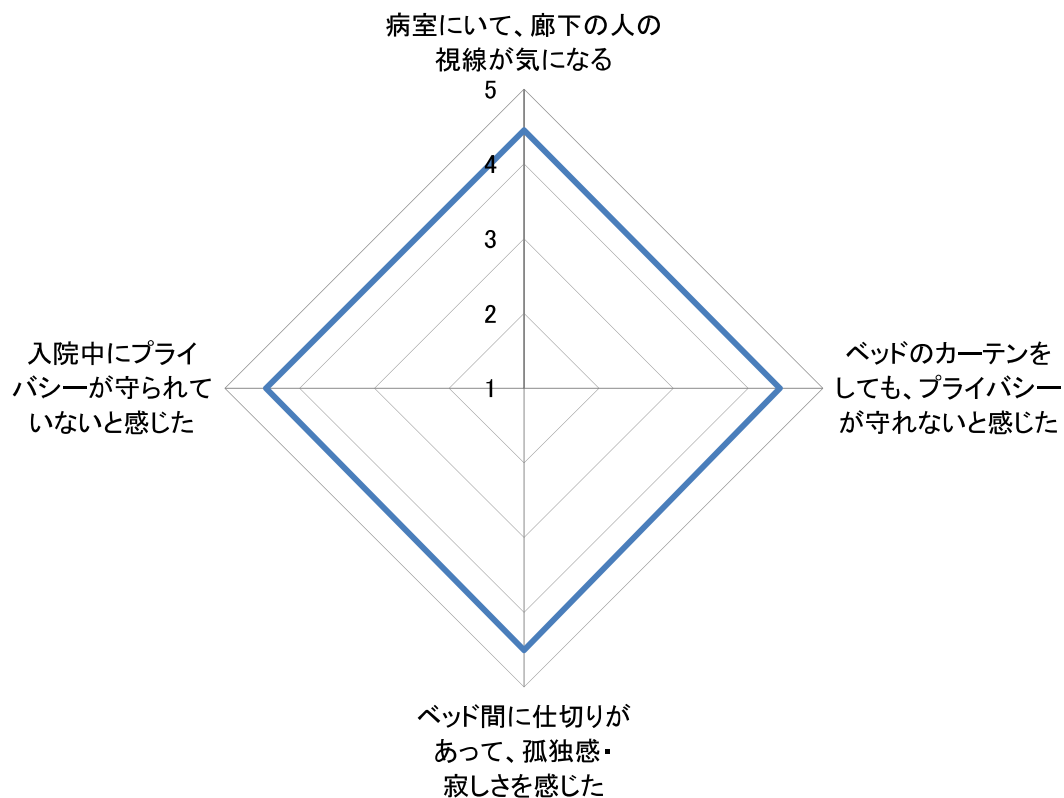 病室にいて、廊下の人の
視線が気になる
5
4
3
2
1
ベッドのカーテンを
しても、プライバシー
が守れないと感じた
ベッド間に仕切りが
あって、孤独感・
寂しさを感じた
入院中にプライ
バシーが守られて
いないと感じた